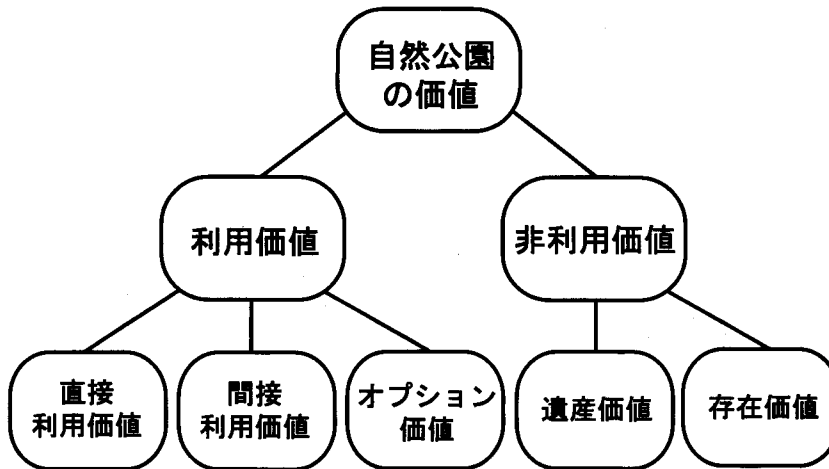 自然公園
の価値
利用価値
非利用価値
直接
利用価値
間接
利用価値
オプション
価値
遺産価値
存在価値